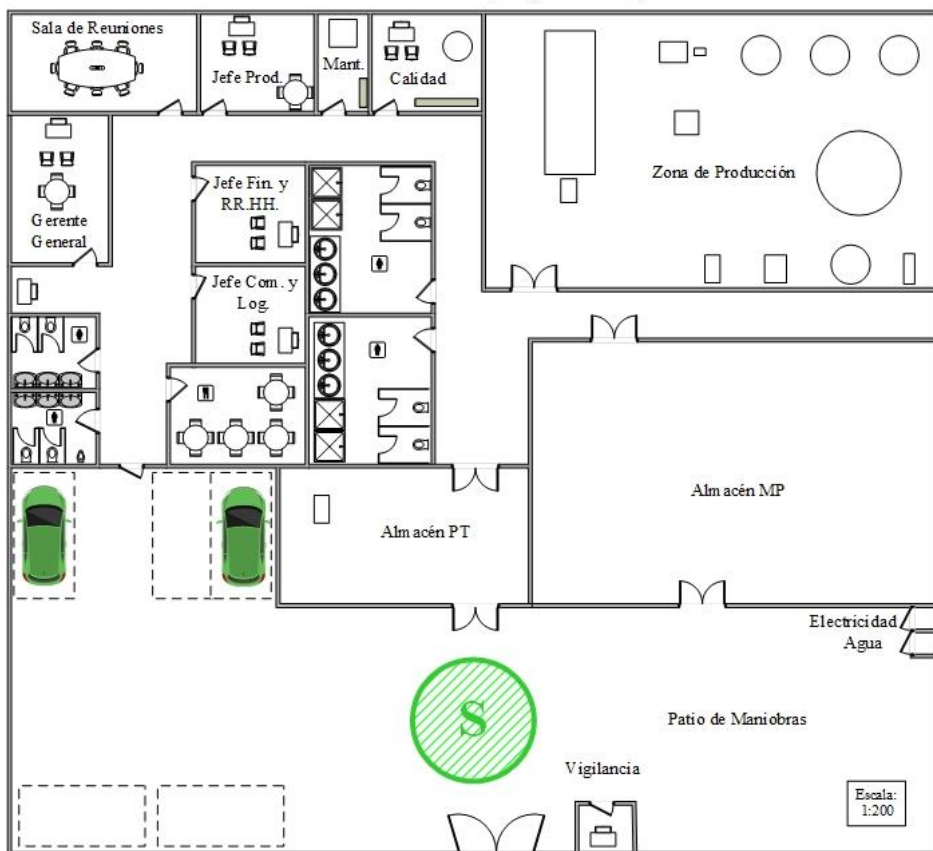 Sala de Reuniones
Jefe Prod.
Mant.
Calidad
Zona de Producción
Gerente
General
Jefe Fin. y
RR.HH.
Jefe Com. y
Log.
Almacén MP
Almacén PT
Electricidad
Agua
S
Patio de Maniobras
Vigilancia
Escala:
1:200